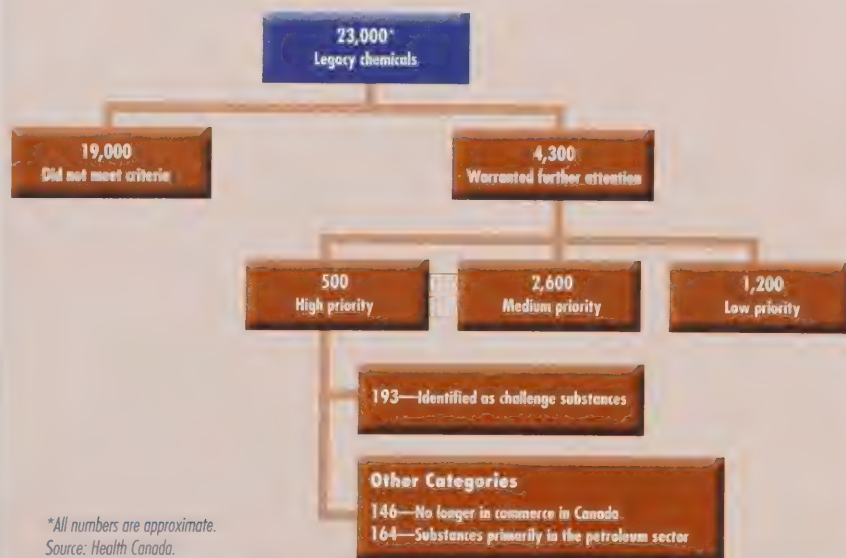 23,000*
Legacy chemicals
19,000
Did not meet criteria
4,300
Warranted further attention
500
High priority
2,600
Medium priority
1,200
Low priority
193—Identified as challenge substances
Other Categories
146—No longer in commerce in Canada
164—Substances primarily in the petroleum sector
*All numbers are approximate.
Source: Health Canada.